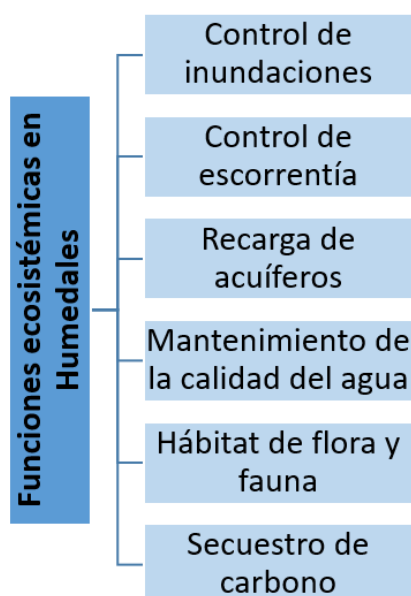 Funciones ecosistémicas en
Humedales
Control de
inundaciones
Control de
escorrentía
Recarga de
acuíferos
Mantenimiento de
la calidad del agua
Hábitat de flora y
fauna
Secuestro de
carbono